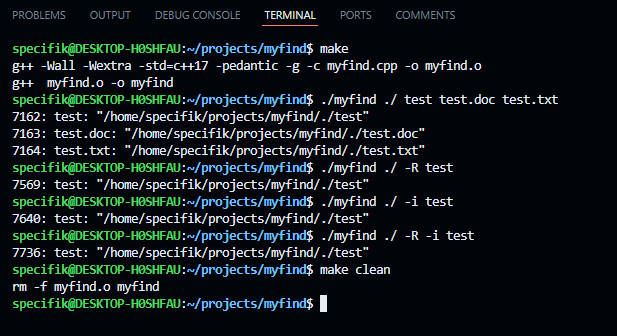 PROBLEMS OUTPUT DEBUG CONSOLE TERMINAL PORTS COMMENTS
specifik@DESKTOP-H0SHFAU:~/projects/myfind$ make
g++ -Wall -Wextra -std=c++17 -pedantic -g -c myfind.cpp -o myfind.o
g++  myfind.o -o myfind
specifik@DESKTOP-H0SHFAU:~/projects/myfind$ ./myfind ./ test test.doc test.txt
7162: test: "/home/specifik/projects/myfind/./test"
7163: test.doc: "/home/specifik/projects/myfind/./test.doc"
7164: test.txt: "/home/specifik/projects/myfind/./test.txt"
specifik@DESKTOP-H0SHFAU:~/projects/myfind$ ./myfind ./ -R test
7569: test: "/home/specifik/projects/myfind/./test"
specifik@DESKTOP-H0SHFAU:~/projects/myfind$ ./myfind ./ -i test
7640: test: "/home/specifik/projects/myfind/./test"
specifik@DESKTOP-H0SHFAU:~/projects/myfind$ ./myfind ./ -R -i test
7736: test: "/home/specifik/projects/myfind/./test"
specifik@DESKTOP-H0SHFAU:~/projects/myfind$ make clean
rm -f myfind.o myfind
specifik@DESKTOP-H0SHFAU:~/projects/myfind$